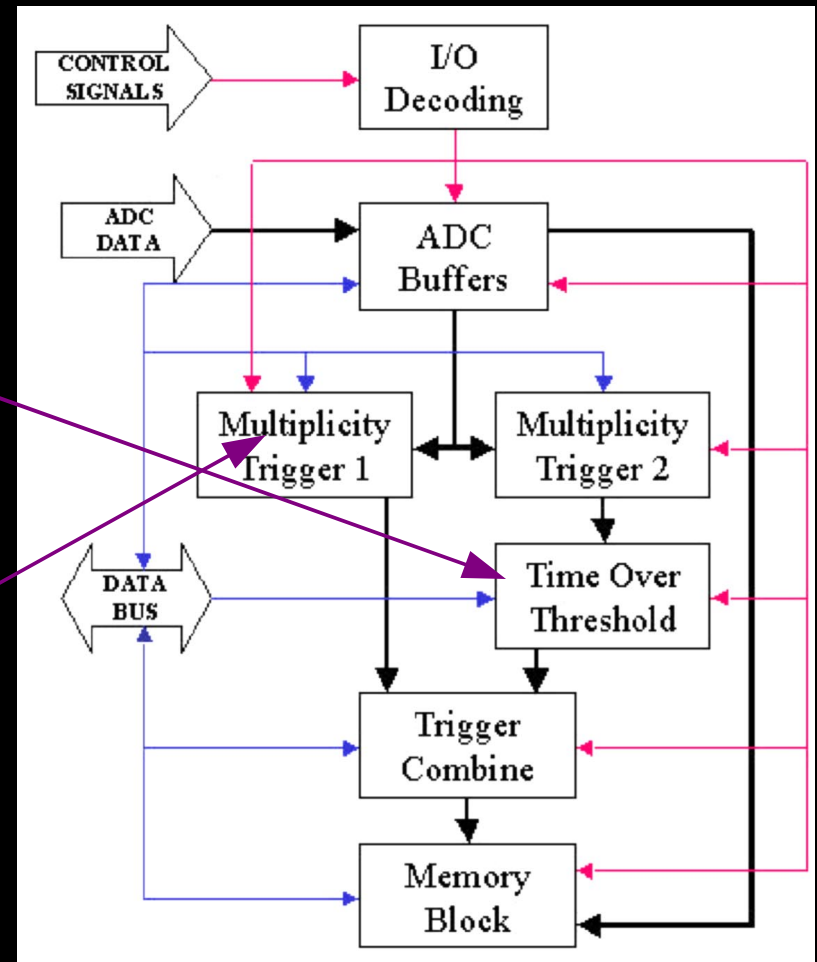 CONTROL
SIGNALS
I/O
Decoding
ADC
DATA
ADC
Buffers
Multiplicity
Trigger 1
Multiplicity
Trigger 2
DATA
BUS
Time Over
Threshold
Trigger
Combine
Memory
Block